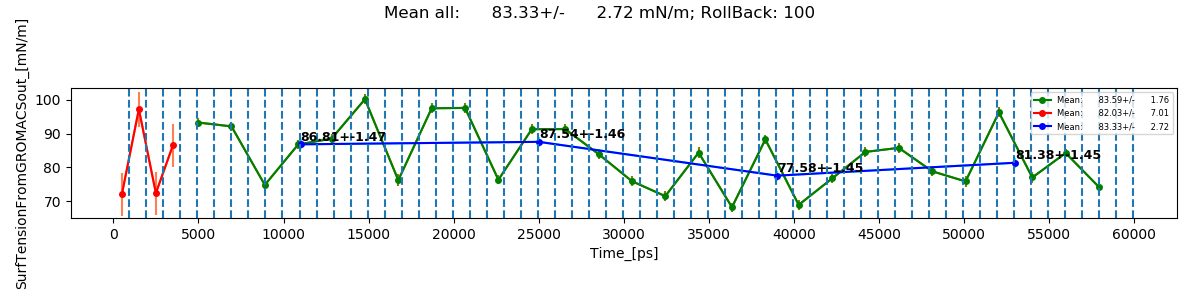 Mean all: 83.33+/- 2.72 mN/m; RollBack: 100
SurfTensionFromGROMACSout_[mN/m]
100
90
80
70
Mean: 83.59+/- 1.76
Mean: 82.03+/- 7.01
Mean: 83.33+/- 2.72
86.81+-1.47
87.54+-1.46
77.58+-1.45
81.38+-1.45
0 5000 10000 15000 20000 25000 30000 35000 40000 45000 50000 55000 60000
Time_[ps]